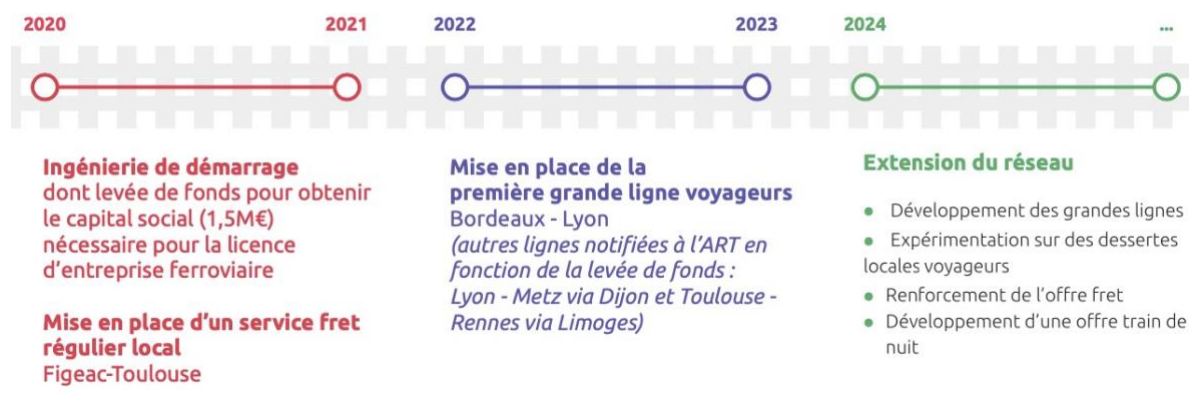 2020
2021
2022
2023
2024
...
Ingénierie de démarrage
dont levée de fonds pour obtenir
le capital social (1,5M€)
nécessaire pour la licence
d'entreprise ferroviaire
Mise en place d'un service fret
régulier local
Figeac-Toulouse
Mise en place de la
première grande ligne voyageurs
Bordeaux - Lyon
(autres lignes notifiées à l'ART en
fonction de la levée de fonds :
Lyon - Metz via Dijon et Toulouse -
Rennes via Limoges)
Extension du réseau
● Développement des grandes lignes
● Expérimentation sur des dessertes
locales voyageurs
● Renforcement de l'offre fret
● Développement d'une offre train de
nuit